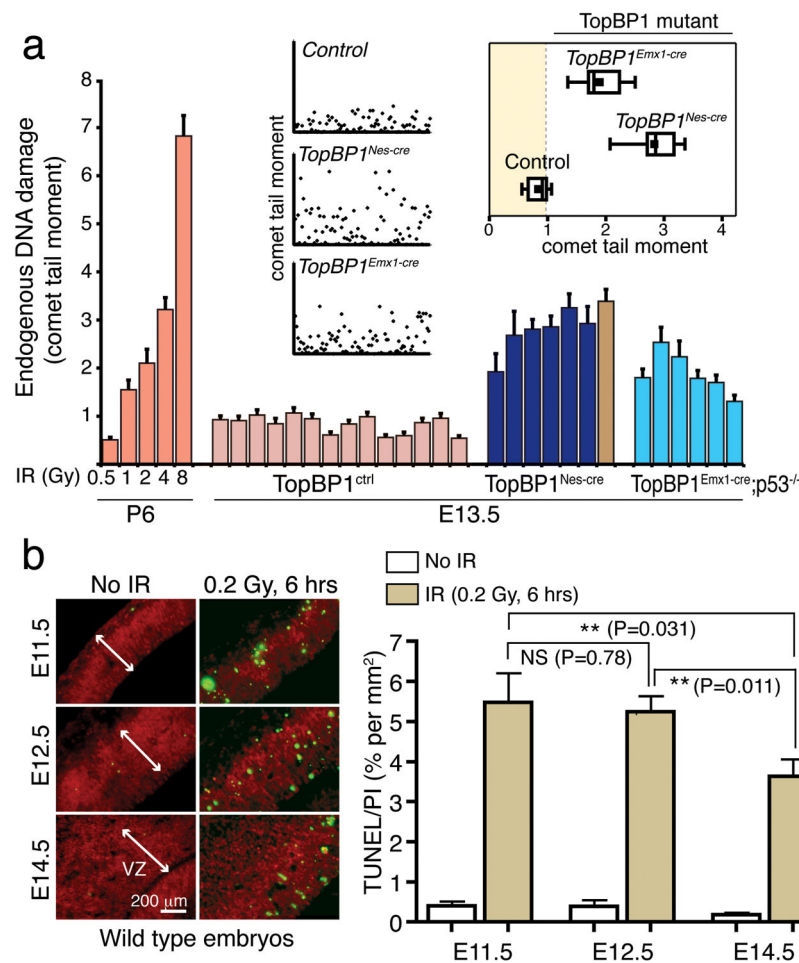 a
Endogenous DNA damage
(comet tail moment)
8
7
6
5
4
3
2
1
IR (Gy)
0.5 1 2 4 8
P6
Control
TopBP1Nes-cre
TopBP1Emx1-cre
comet tail moment
TopBP1 mutant
TopBP1Emx1-cre
TopBP1Nes-cre
Control
0 1 2 3 4
comet tail moment
TopBP1ctrl
TopBP1Nes-cre
TopBP1Emx1-cre;p53-/-
E13.5
b
No IR
0.2 Gy, 6 hrs
E11.5
E12.5
E14.5
VZ
200 µm
Wild type embryos
No IR
IR (0.2 Gy, 6 hrs)
** (P=0.031)
NS (P=0.78)
** (P=0.011)
TUNEL/PI (% per mm²)
7
6
5
4
3
2
1
0
E11.5 E12.5 E14.5